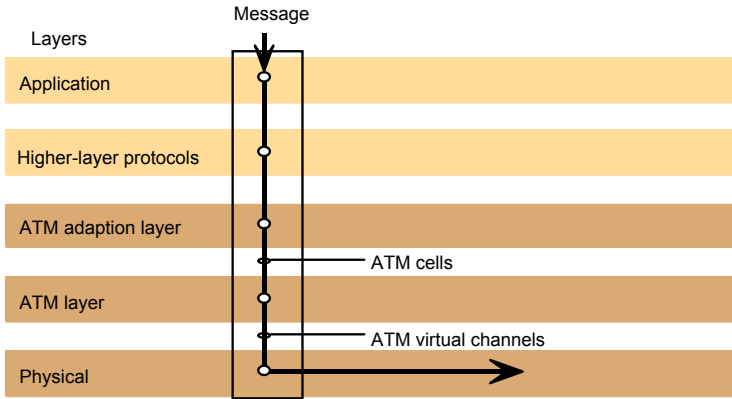 Message
Layers
Application
Higher-layer protocols
ATM adaption layer
ATM cells
ATM layer
ATM virtual channels
Physical